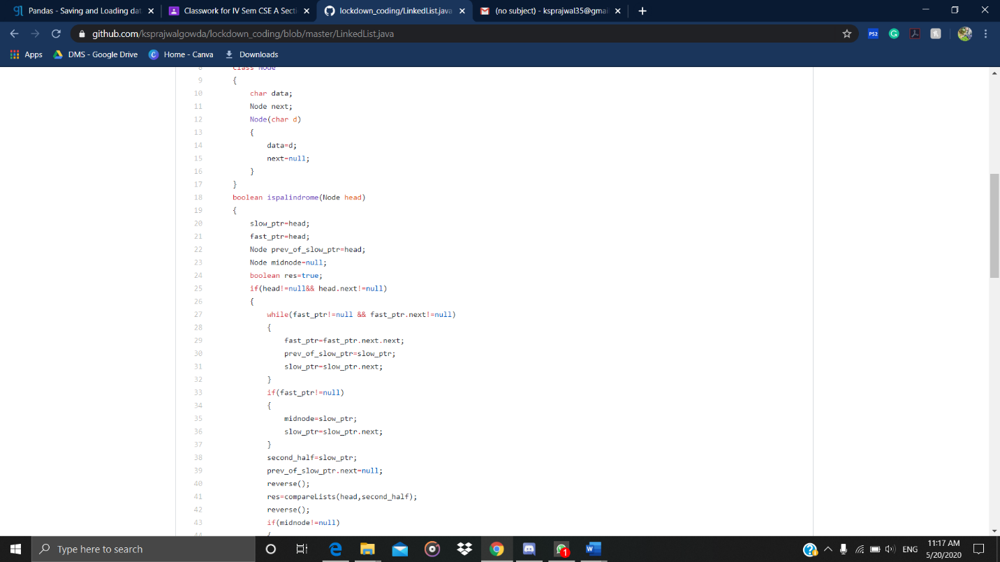 Pandas - Saving and Loading dat
Classwork for IV Sem CSE A Secti
lockdown_coding/LinkedList.java
(no subject) - ksprajwal35@gmai
github.com/ksprajwalgowda/lockdown_coding/blob/master/LinkedList.java
PS2
Apps
DMS - Google Drive
Home - Canva
Downloads
8 class Node
9 {
10 char data;
11 Node next;
12 Node(char d)
13 {
14 data=d;
15 next=null;
16 }
17 }
18 boolean ispalindrome(Node head)
19 {
20 slow_ptr=head;
21 fast_ptr=head;
22 Node prev_of_slow_ptr=head;
23 Node midnode=null;
24 boolean res=true;
25 if(head!=null&& head.next!=null)
26 {
27 while(fast_ptr!=null && fast_ptr.next!=null)
28 {
29 fast_ptr=fast_ptr.next.next;
30 prev_of_slow_ptr=slow_ptr;
31 slow_ptr=slow_ptr.next;
32 }
33 if(fast_ptr!=null)
34 {
35 midnode=slow_ptr;
36 slow_ptr=slow_ptr.next;
37 }
38 second_half=slow_ptr;
39 prev_of_slow_ptr.next=null;
40 reverse();
41 res=compareLists(head,second_half);
42 reverse();
43 if(midnode!=null)
44 {
Type here to search
1
ENG
11:17 AM
5/20/2020